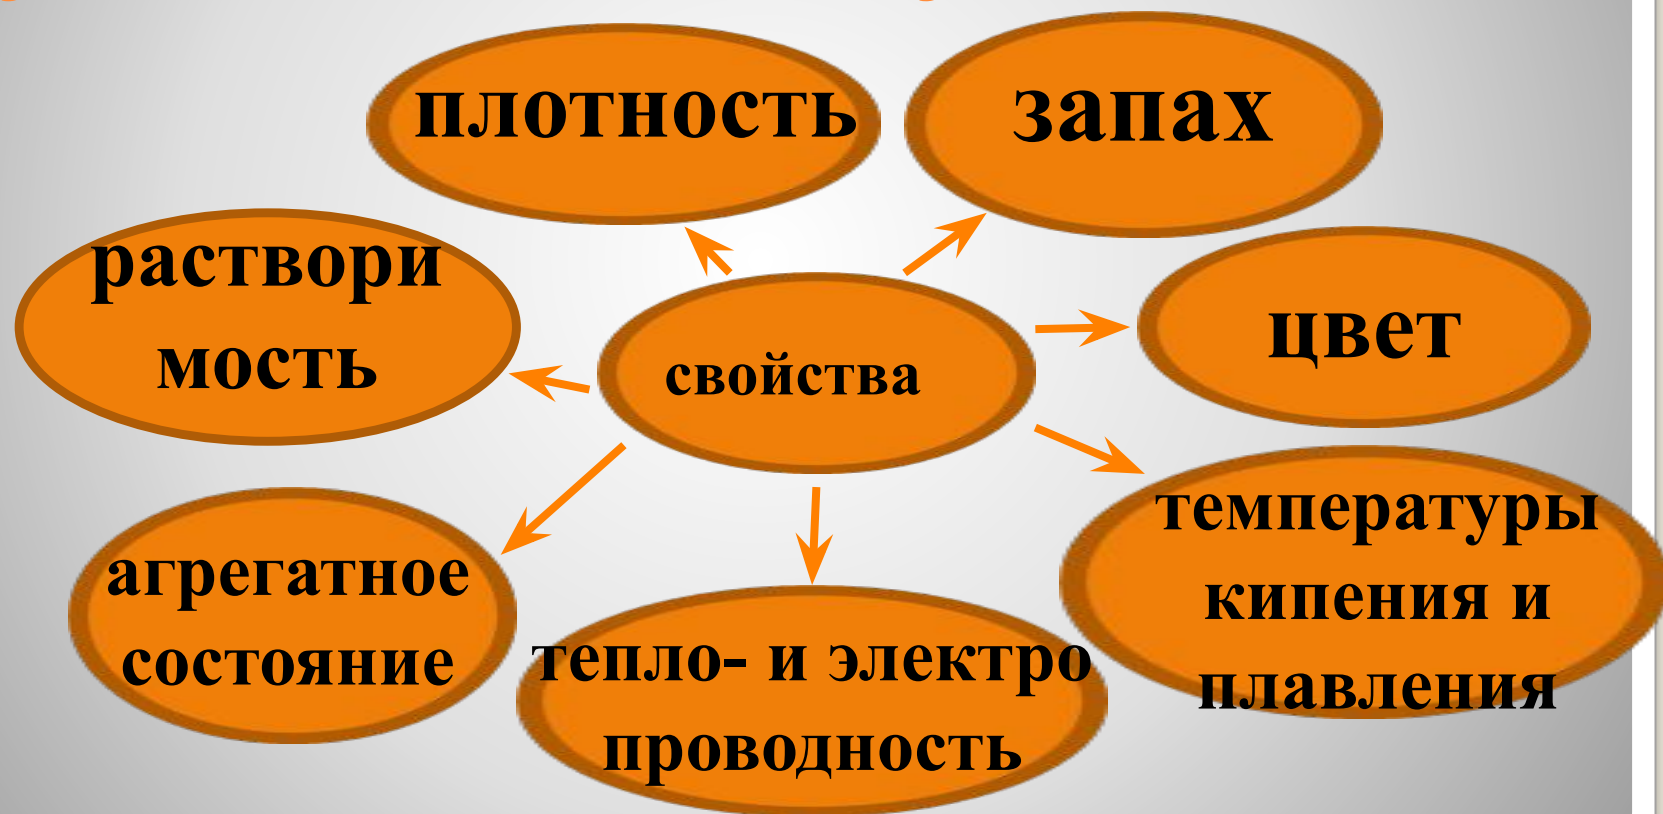 плотность
запах
раствори
мость
цвет
свойства
температуры
кипения и
плавления
агрегатное
состояние
тепло- и электро
проводность